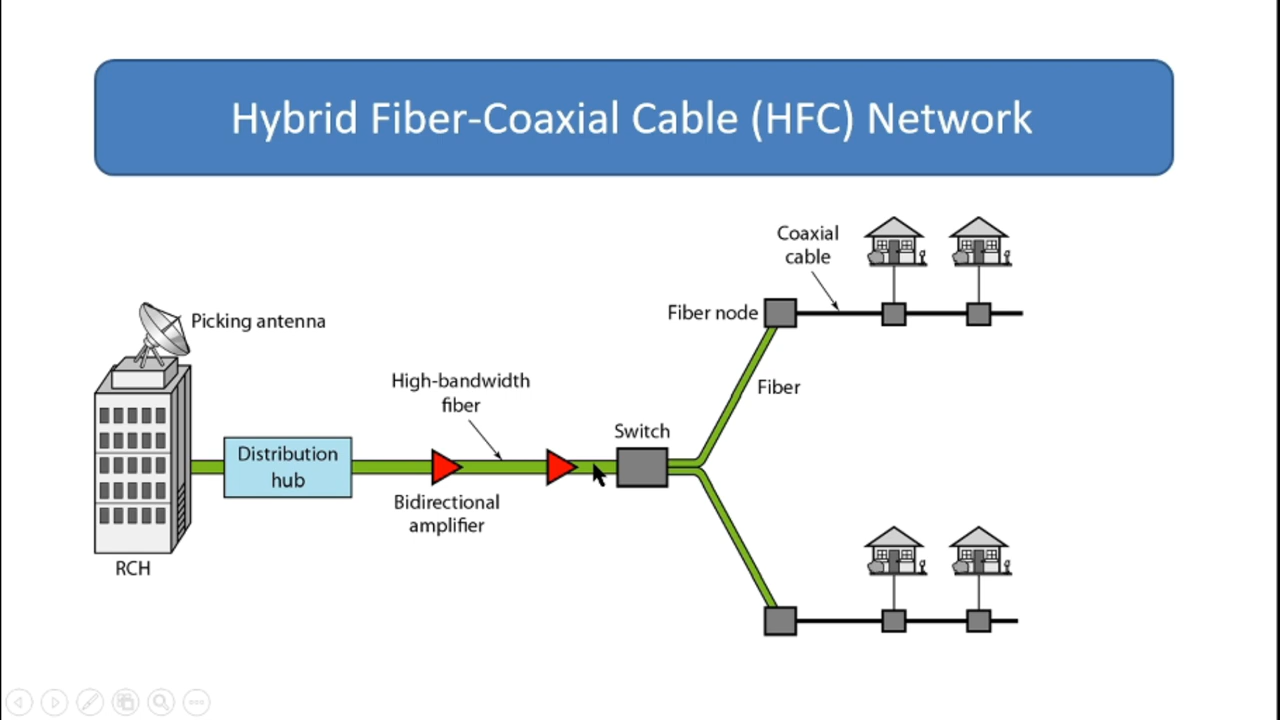 Hybrid Fiber-Coaxial Cable (HFC) Network
Coaxial
cable
Fiber node
Picking antenna
High-bandwidth
fiber
Fiber
Switch
Distribution
hub
Bidirectional
amplifier
RCH